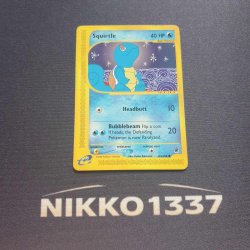 Squirtle 40 HP
Headbutt 10
Bubblebeam Flip a coin.
If heads, the Defending
Pokémon is now Paralyzed.
20
NIKKO1337